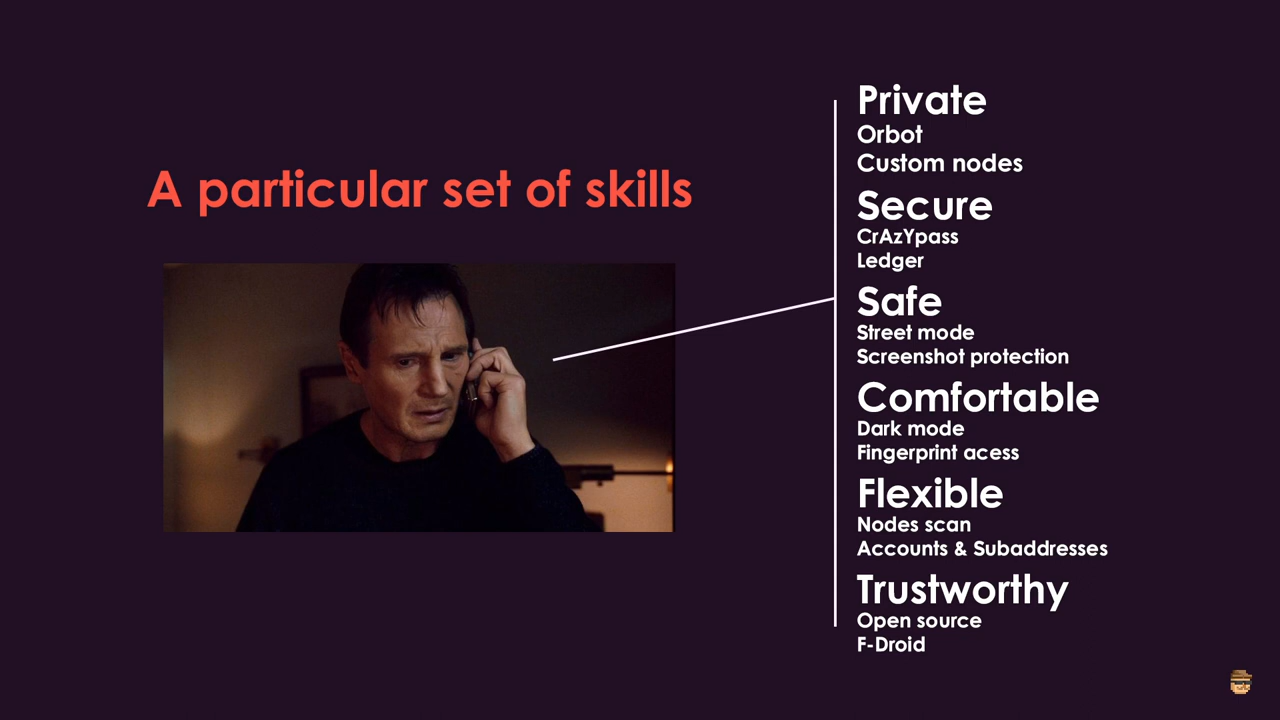 A particular set of skills
Private
Orbot
Custom nodes
Secure
CrAzYpass
Ledger
Safe
Street mode
Screenshot protection
Comfortable
Dark mode
Fingerprint acess
Flexible
Nodes scan
Accounts & Subaddresses
Trustworthy
Open source
F-Droid